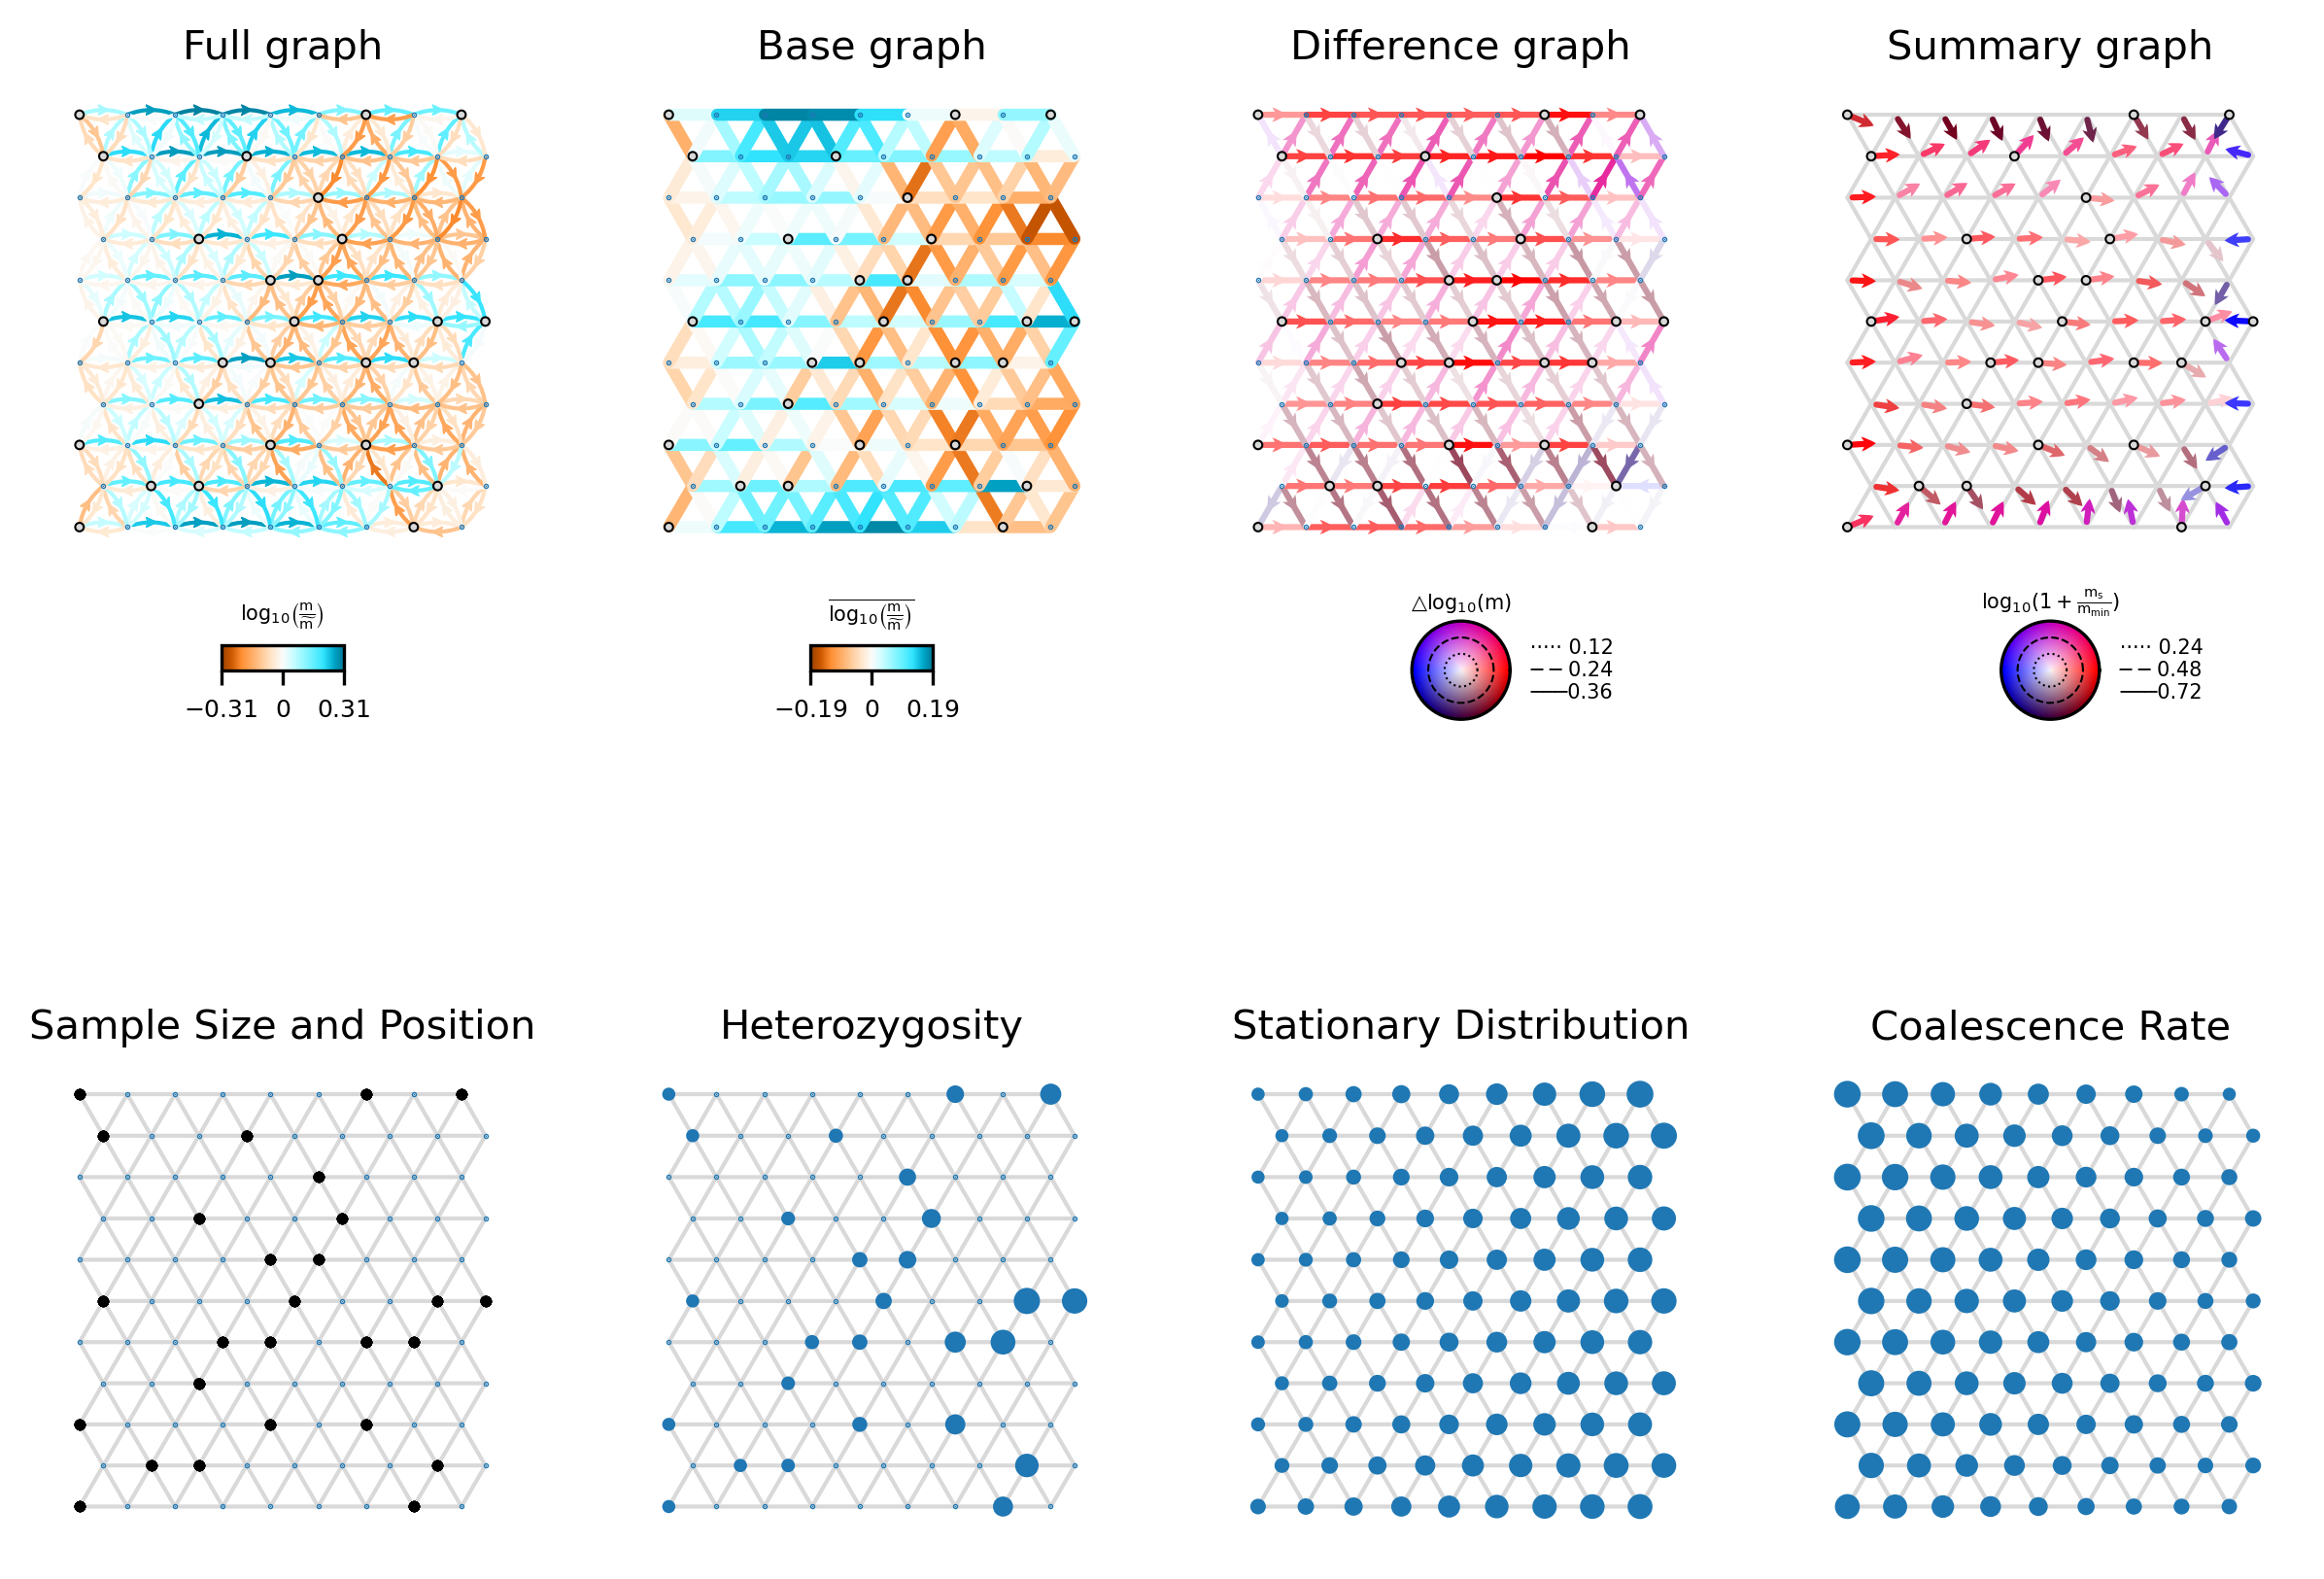 Full graph
Base graph
Difference graph
Summary graph
log₁₀(m/m̃)
log₁₀(m/m̃)
△log₁₀(m)
log₁₀(1 + mₛ/m_min)
−0.31 0 0.31
−0.19 0 0.19
0.12
0.24
0.36
0.24
0.48
0.72
Sample Size and Position
Heterozygosity
Stationary Distribution
Coalescence Rate